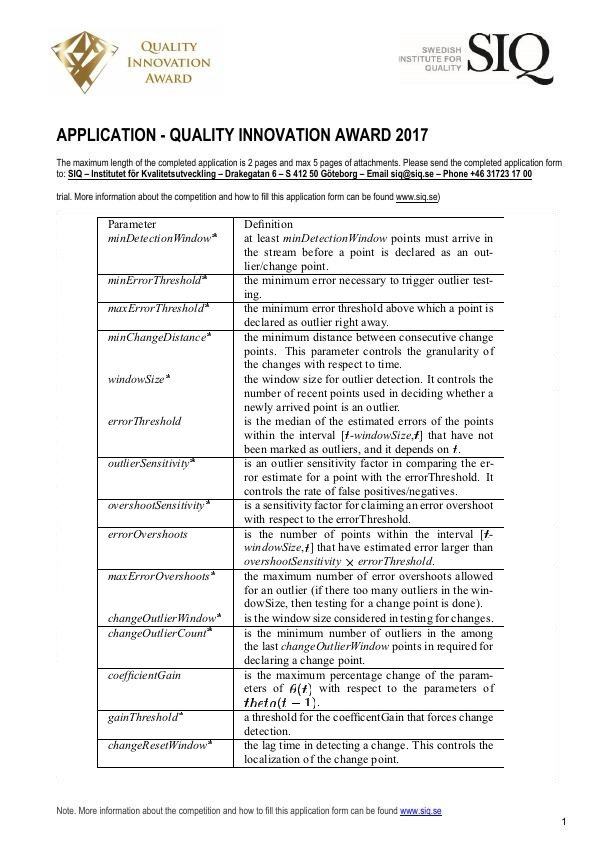 QUALITY
INNOVATION
AWARD
SWEDISH
INSTITUTE FOR
QUALITY
SIQ
APPLICATION - QUALITY INNOVATION AWARD 2017
The maximum length of the completed application is 2 pages and max 5 pages of attachments. Please send the completed application form
to: SIQ – Institutet för Kvalitetsutveckling – Drakegatan 6 – S 412 50 Göteborg – Email siq@siq.se – Phone +46 31723 17 00
trial. More information about the competition and how to fill this application form can be found www.siq.se)
Parameter Definition
minDetectionWindow* at least minDetectionWindow points must arrive in
the stream before a point is declared as an out-
lier/change point.
minErrorThreshold* the minimum error necessary to trigger outlier test-
ing.
maxErrorThreshold* the minimum error threshold above which a point is
declared as outlier right away.
minChangeDistance* the minimum distance between consecutive change
points. This parameter controls the granularity of
the changes with respect to time.
windowSize* the window size for outlier detection. It controls the
number of recent points used in deciding whether a
newly arrived point is an outlier.
errorThreshold is the median of the estimated errors of the points
within the interval [t-windowSize,t] that have not
been marked as outliers, and it depends on t.
outlierSensitivity* is an outlier sensitivity factor in comparing the er-
ror estimate for a point with the errorThreshold. It
controls the rate of false positives/negatives.
overshootSensitivity* is a sensitivity factor for claiming an error overshoot
with respect to the errorThreshold.
errorOvershoots is the number of points within the interval [t-
windowSize,t] that have estimated error larger than
overshootSensitivity × errorThreshold.
maxErrorOvershoots* the maximum number of error overshoots allowed
for an outlier (if there too many outliers in the win-
dowSize, then testing for a change point is done).
changeOutlierWindow* is the window size considered in testing for changes.
changeOutlierCount* is the minimum number of outliers in the among
the last changeOutlierWindow points in required for
declaring a change point.
coefficientGain is the maximum percentage change of the param-
eters of θ(t) with respect to the parameters of
theta(t − 1).
gainThreshold* a threshold for the coefficentGain that forces change
detection.
changeResetWindow* the lag time in detecting a change. This controls the
localization of the change point.
Note. More information about the competition and how to fill this application form can be found www.siq.se
1